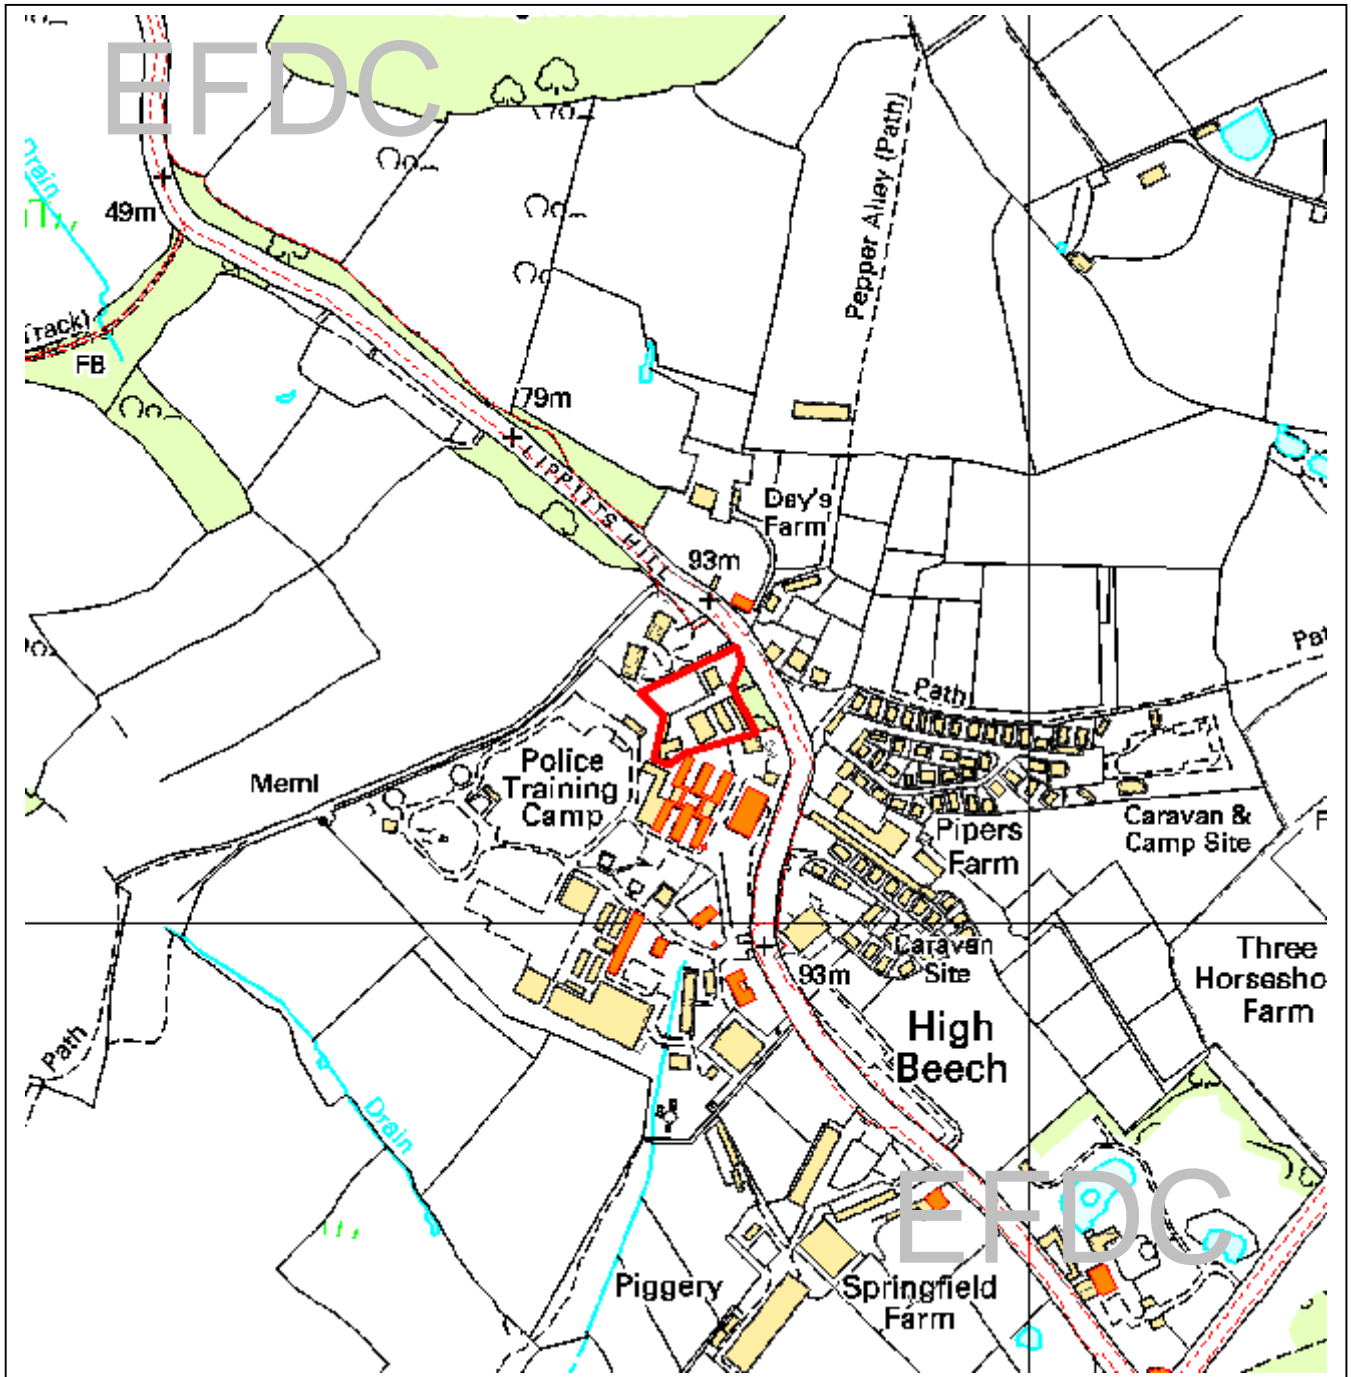 EFDC
Drain
49m
Pepper Alley (Path)
Track)
FB
79m
LIPPITTS HILL
Day's
Farm
93m
Path
Police
Training
Camp
Meml
Pipers
Farm
Caravan &
Camp Site
Caravan
Site
93m
Three
Horsesho
Farm
High
Beech
Path
Drain
EFDC
Piggery
Springfield
Farm